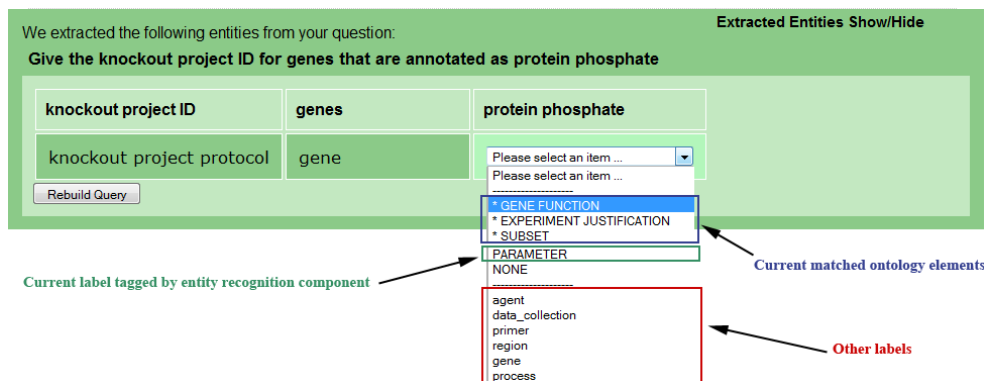 Extracted Entities Show/Hide
We extracted the following entities from your question:
Give the knockout project ID for genes that are annotated as protein phosphate
knockout project ID
genes
protein phosphate
knockout project protocol
gene
Please select an item ...
Please select an item ...
--------------------
* GENE FUNCTION
* EXPERIMENT JUSTIFICATION
* SUBSET
PARAMETER
NONE
--------------------
agent
data_collection
primer
region
gene
process
Rebuild Query
Current matched ontology elements
Current label tagged by entity recognition component
Other labels